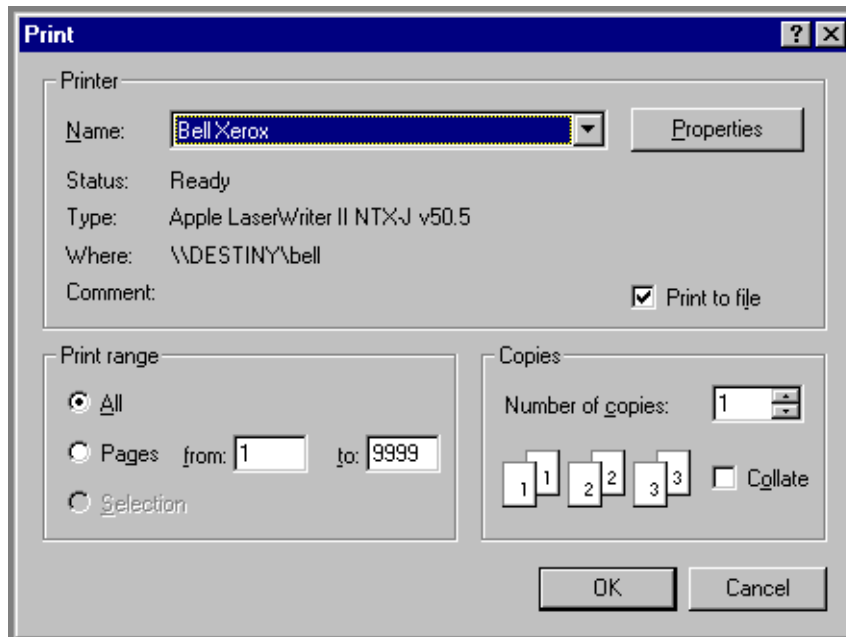 Print
Printer
Name: Bell Xerox Properties
Status: Ready
Type: Apple LaserWriter II NTX-J v50.5
Where: \\DESTINY\bell
Comment: Print to file
Print range
All
Pages from: 1 to: 9999
Selection
Copies
Number of copies: 1
1 1 2 2 3 3 Collate
OK Cancel